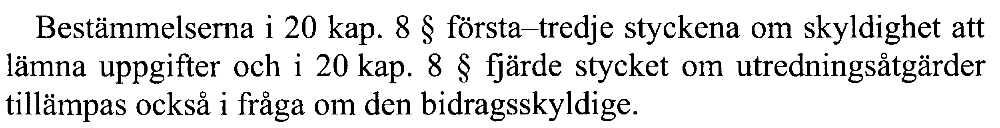 Bestämmelserna i 20 kap. 8 § första–tredje styckena om skyldighet att
lämna uppgifter och i 20 kap. 8 § fjärde stycket om utredningsåtgärder
tillämpas också i fråga om den bidragsskyldige.